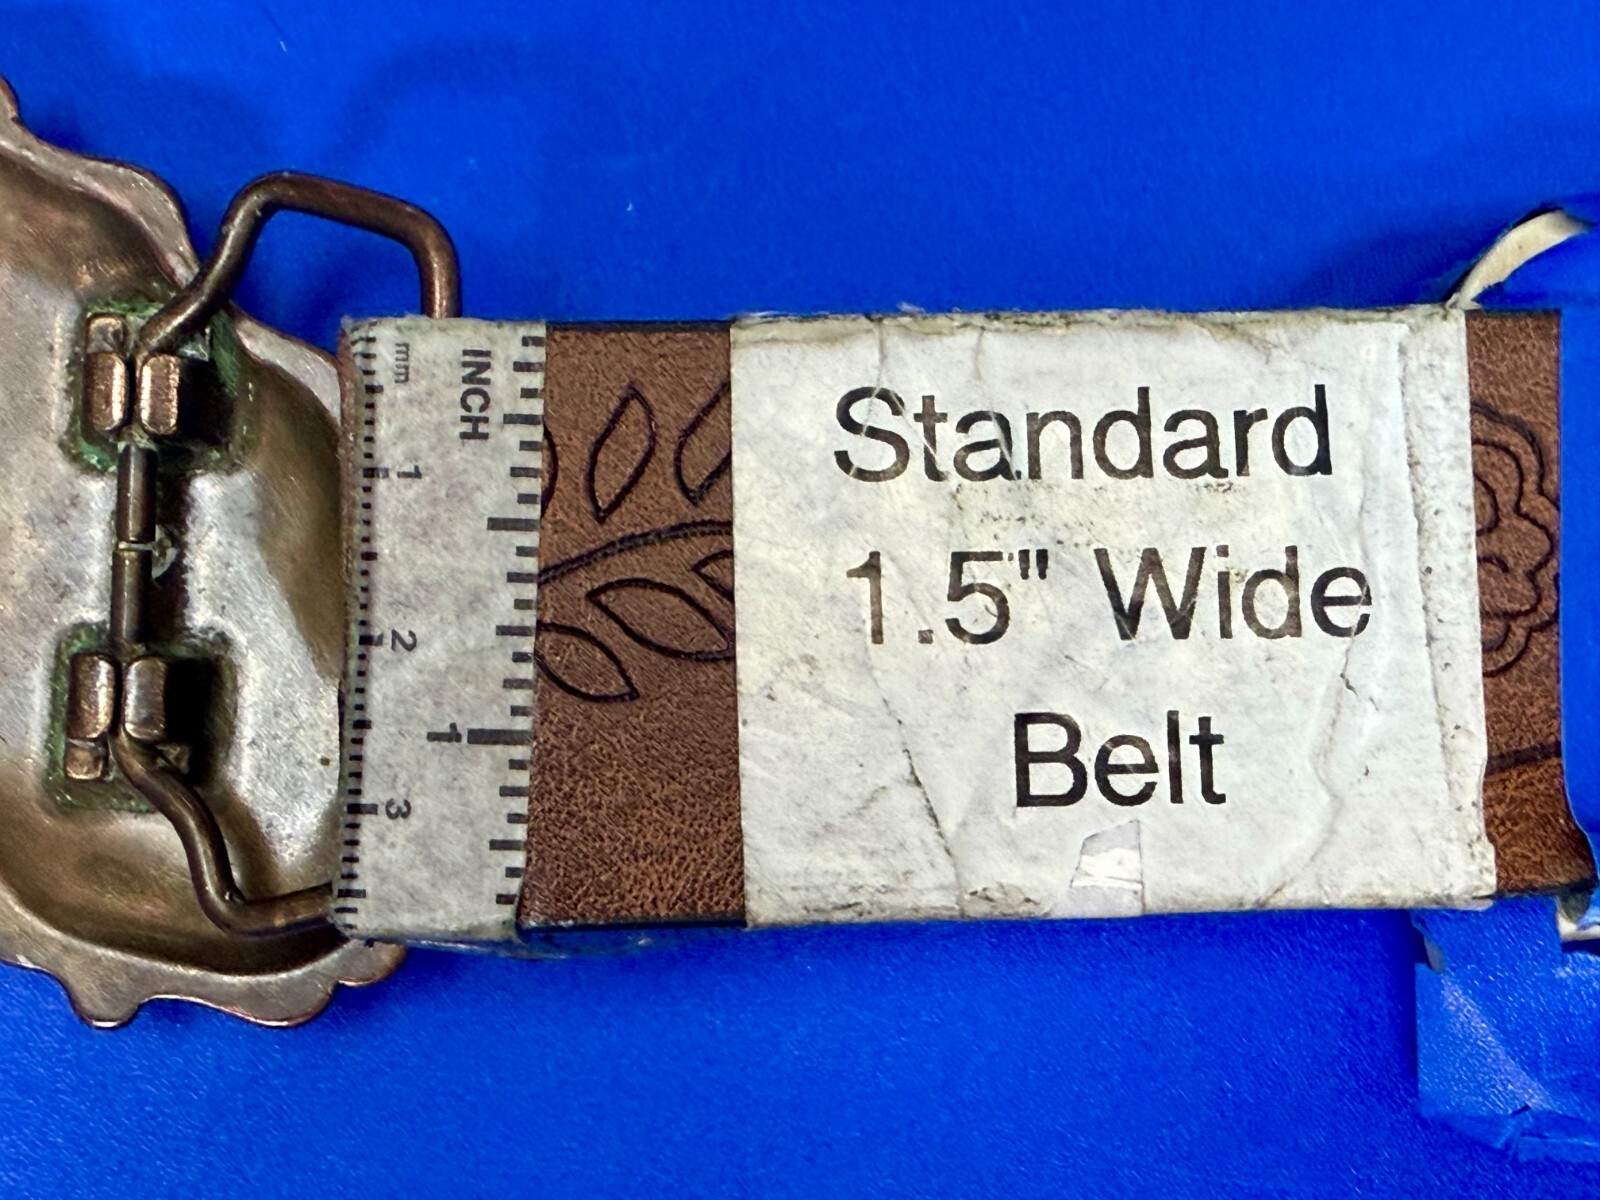 mm
INCH
1
2
1
3
Standard
1.5" Wide
Belt